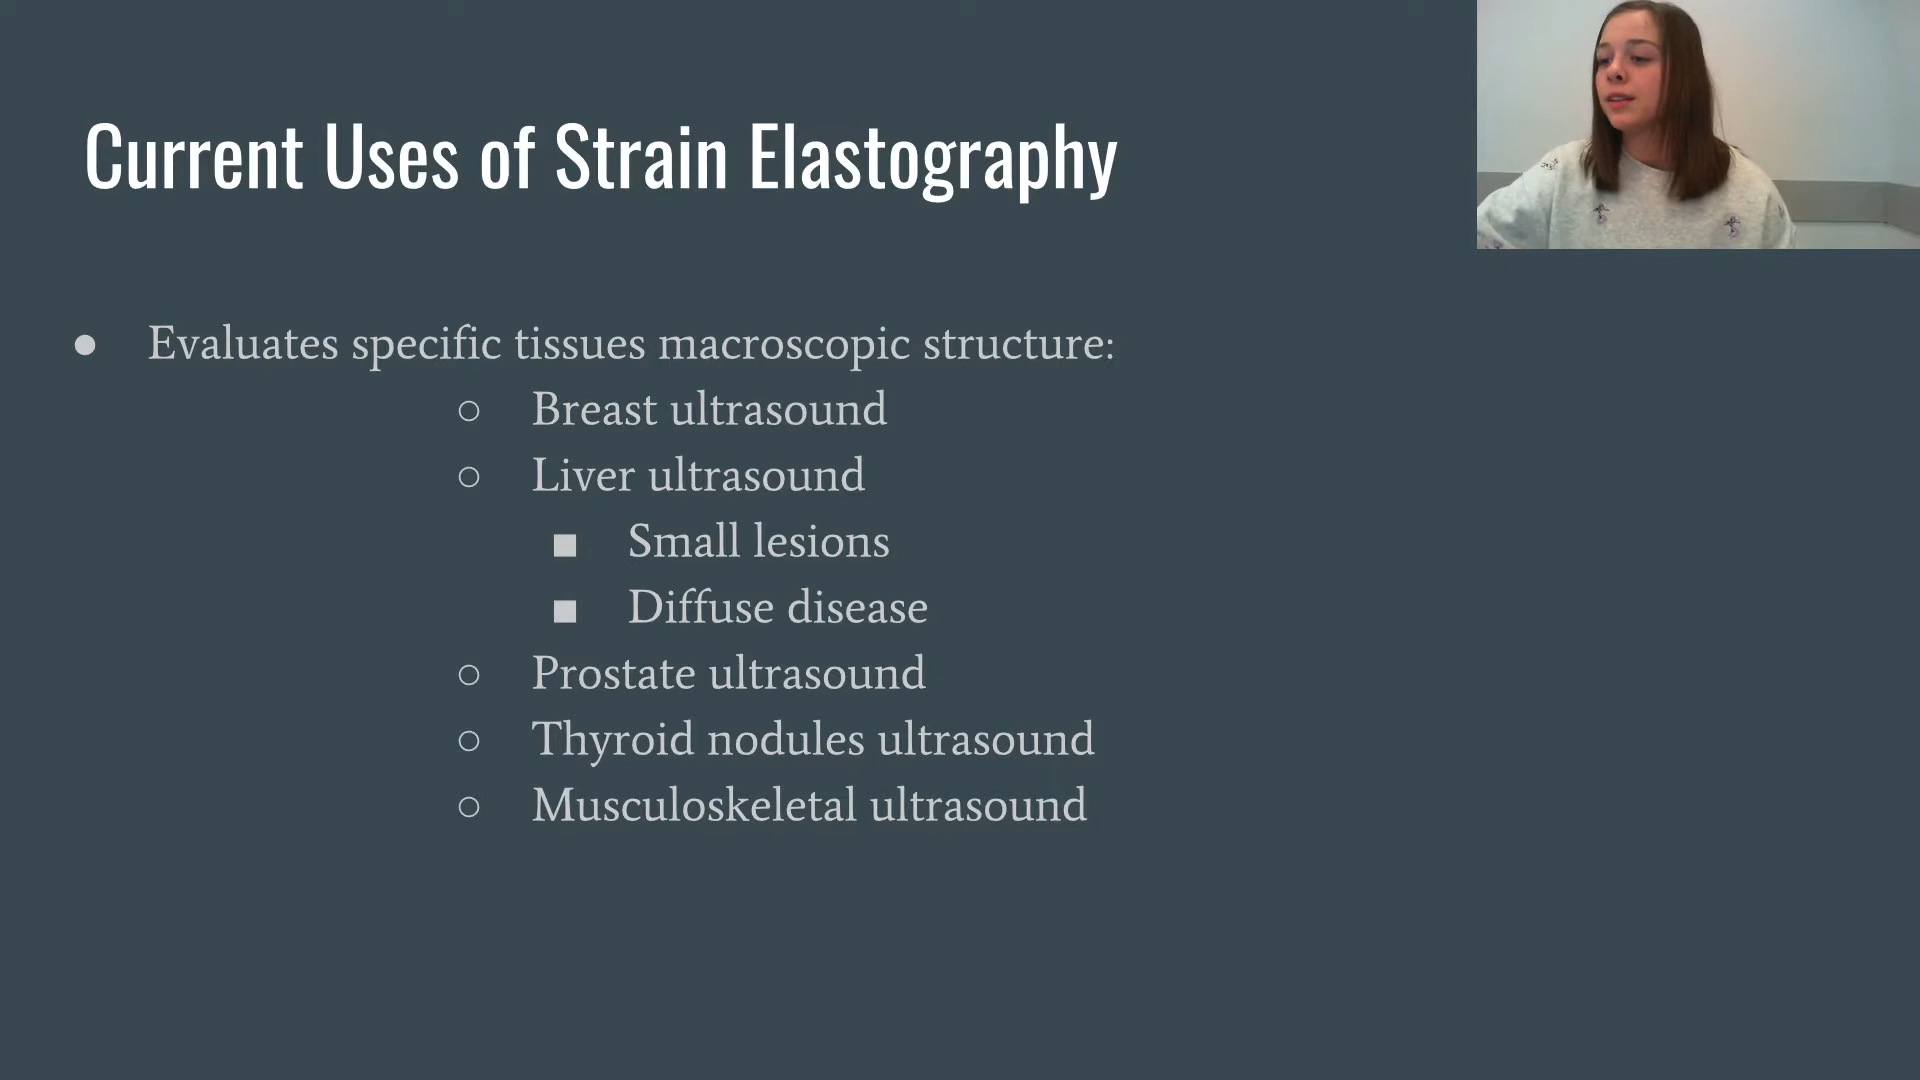 Current Uses of Strain Elastography
● Evaluates specific tissues macroscopic structure:
○ Breast ultrasound
○ Liver ultrasound
■ Small lesions
■ Diffuse disease
○ Prostate ultrasound
○ Thyroid nodules ultrasound
○ Musculoskeletal ultrasound